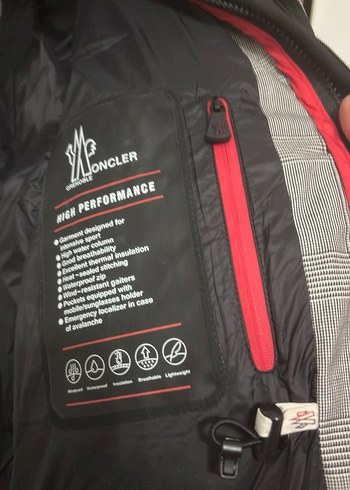 MONCLER
GRENOBLE
HIGH PERFORMANCE
Garment designed for
intensive sport
High water column
Good breathability
Excellent thermal insulation
Heat-sealed stitching
Waterproof zip
Wind-resistant gaiters
Pockets equipped with
mobile/sunglasses holder
Emergency localizer in case
of avalanche
Windproof Waterproof Insulation Breathable Lightweight